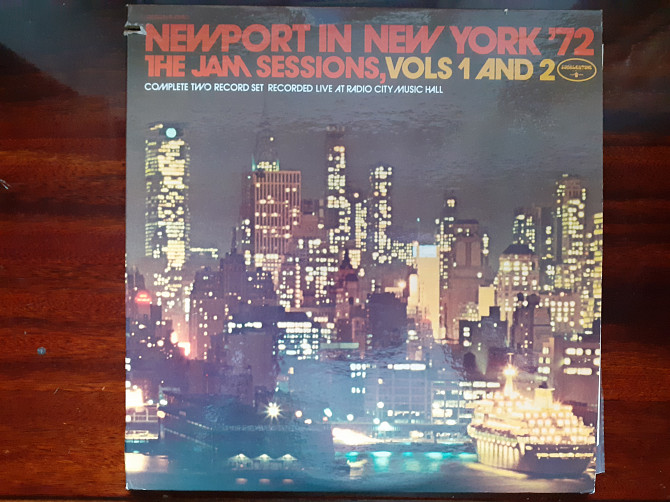 NEWPORT IN NEW YORK '72
THE JAM SESSIONS, VOLS 1 AND 2
COMPLETE TWO RECORD SET RECORDED LIVE AT RADIO CITY MUSIC HALL